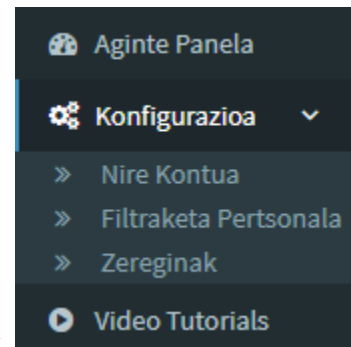 Aginte Panela
Konfigurazioa
Nire Kontua
Filtraketa Pertsonala
Zereginak
Video Tutorials